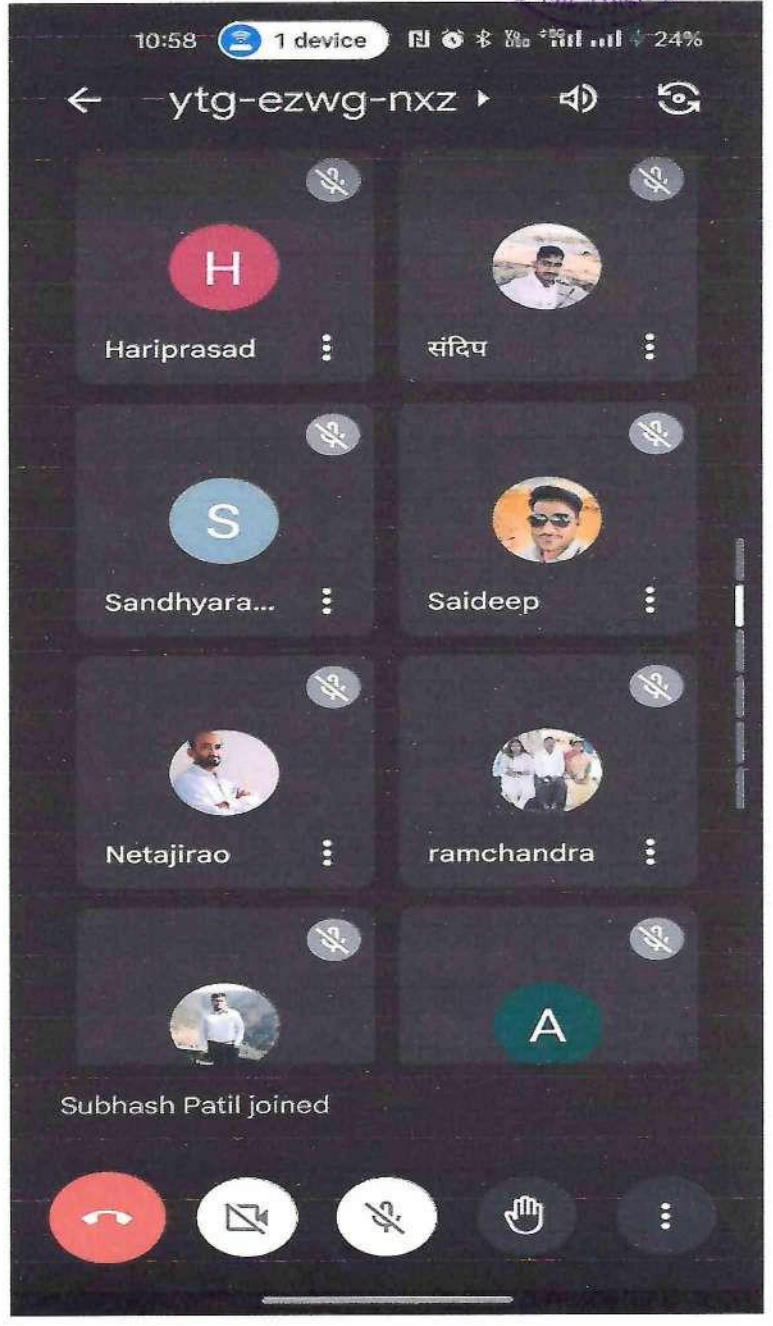 10:58 1 device 24%
ytg-ezwg-nxz
H
Hariprasad
संदिप
S
Sandhyara...
Saideep
Netajirao
ramchandra
A
Subhash Patil joined